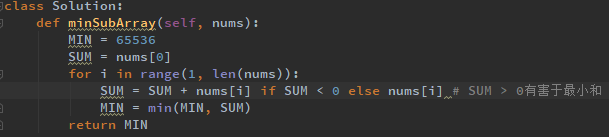 class Solution:
    def minSubArray(self, nums):
        MIN = 65536
        SUM = nums[0]
        for i in range(1, len(nums)):
            SUM = SUM + nums[i] if SUM < 0 else nums[i] # SUM > 0有害于最小和
            MIN = min(MIN, SUM)
        return MIN